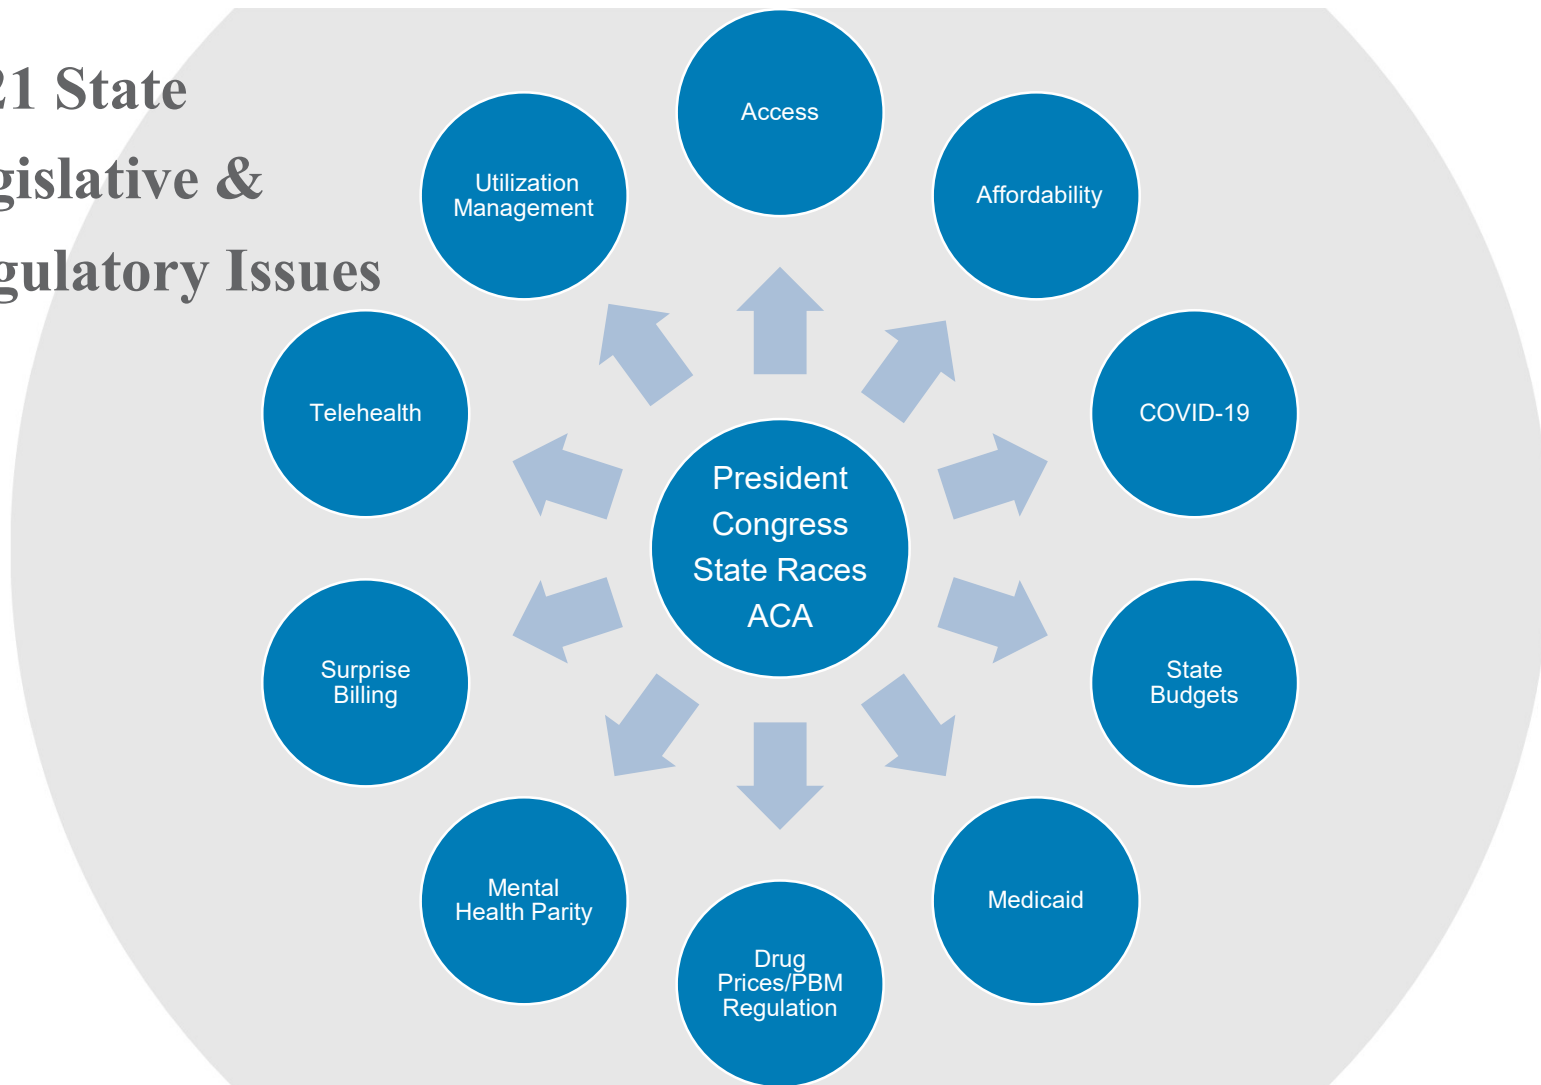 21 State
gislative &
gulatory Issues
Access
Affordability
COVID-19
State
Budgets
Medicaid
Drug
Prices/PBM
Regulation
Mental
Health Parity
Surprise
Billing
Telehealth
Utilization
Management
President
Congress
State Races
ACA